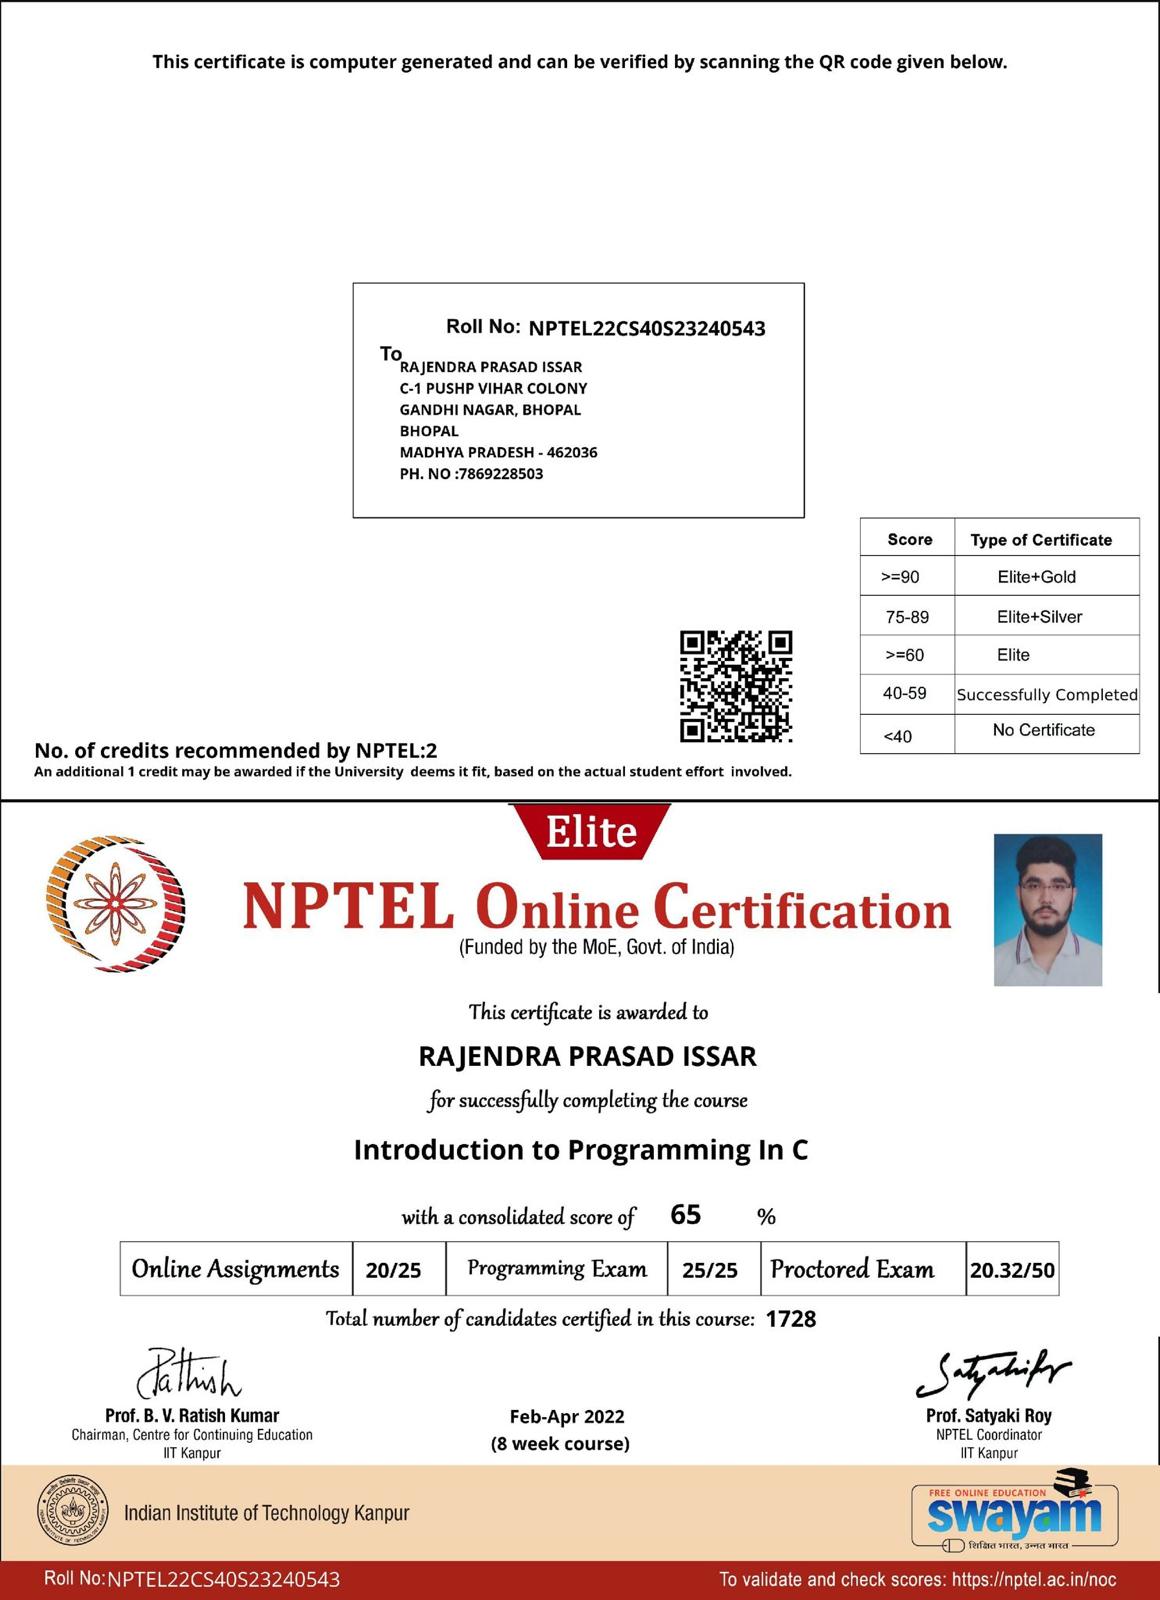 This certificate is computer generated and can be verified by scanning the QR code given below.
Roll No: NPTEL22CS40S23240543
To
RAJENDRA PRASAD ISSAR
C-1 PUSHP VIHAR COLONY
GANDHI NAGAR, BHOPAL
BHOPAL
MADHYA PRADESH - 462036
PH. NO :7869228503
Score Type of Certificate
>=90 Elite+Gold
75-89 Elite+Silver
>=60 Elite
40-59 Successfully Completed
<40 No Certificate
No. of credits recommended by NPTEL:2
An additional 1 credit may be awarded if the University deems it fit, based on the actual student effort involved.
Elite
NPTEL Online Certification
(Funded by the MoE, Govt. of India)
This certificate is awarded to
RAJENDRA PRASAD ISSAR
for successfully completing the course
Introduction to Programming In C
with a consolidated score of 65 %
Online Assignments 20/25 Programming Exam 25/25 Proctored Exam 20.32/50
Total number of candidates certified in this course: 1728
Prof. B. V. Ratish Kumar
Chairman, Centre for Continuing Education
IIT Kanpur
Feb-Apr 2022
(8 week course)
Prof. Satyaki Roy
NPTEL Coordinator
IIT Kanpur
Indian Institute of Technology Kanpur
FREE ONLINE EDUCATION
swayam
शिक्षित भारत, उन्नत भारत
Roll No:NPTEL22CS40S23240543
To validate and check scores: https://nptel.ac.in/noc